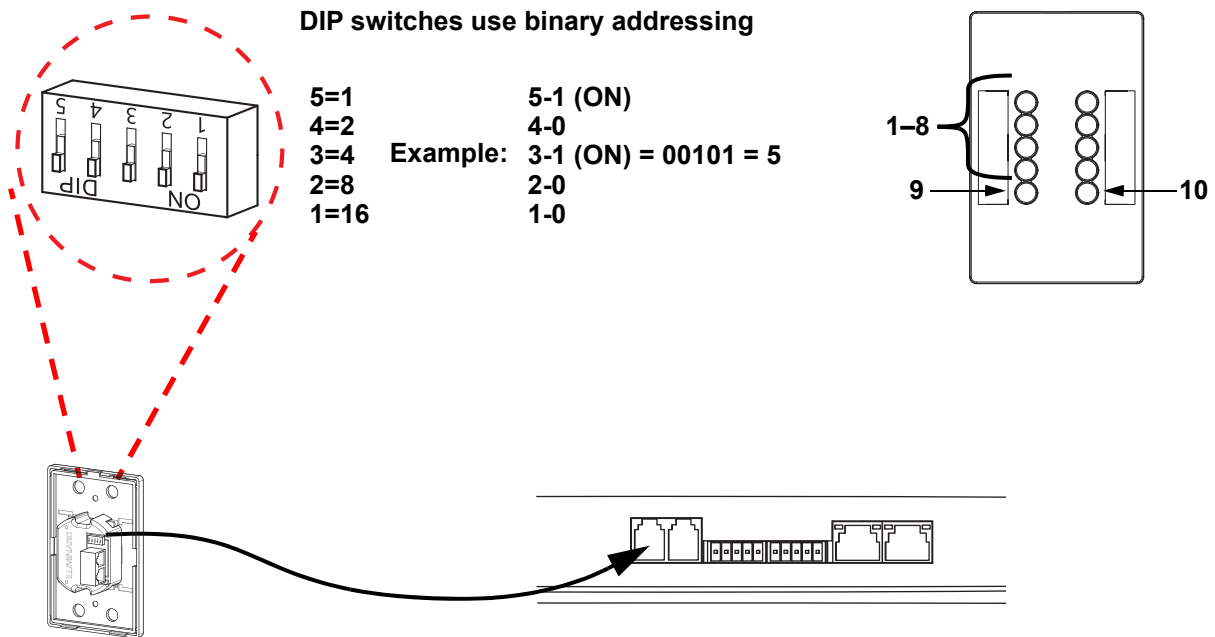 DIP switches use binary addressing
5=1 5-1 (ON)
4=2 4-0
3=4 Example: 3-1 (ON) = 00101 = 5
2=8 2-0
1=16 1-0
5 4 3 2 1
DIP ON
1–8
9
10